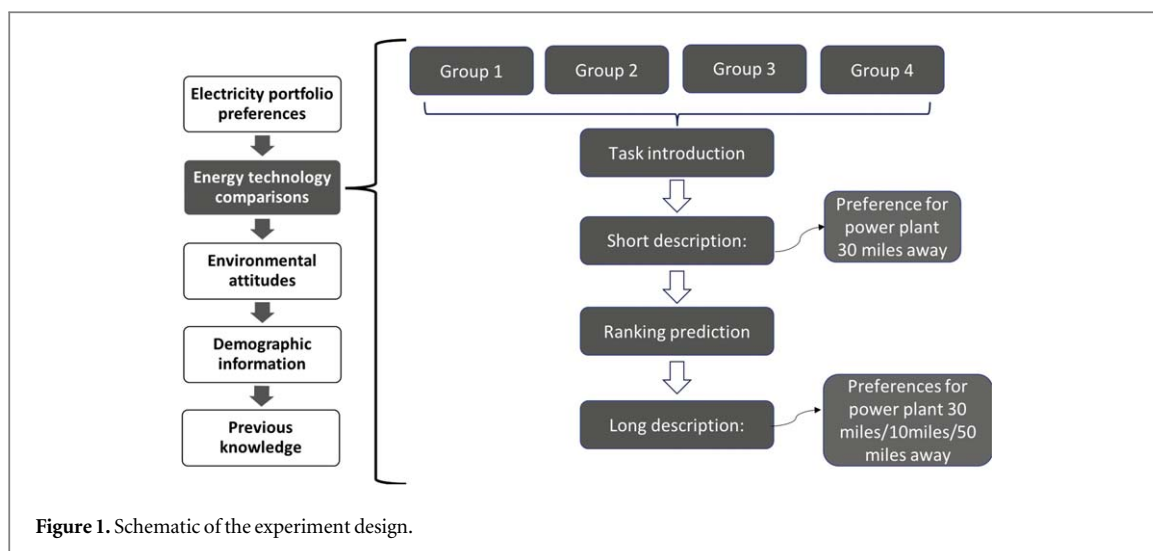 Electricity portfolio
preferences
Energy technology
comparisons
Environmental
attitudes
Demographic
information
Previous
knowledge
Group 1
Group 2
Group 3
Group 4
Task introduction
Short description:
Preference for
power plant
30 miles away
Ranking prediction
Long description:
Preferences for
power plant 30
miles/10miles/50
miles away
Figure 1. Schematic of the experiment design.